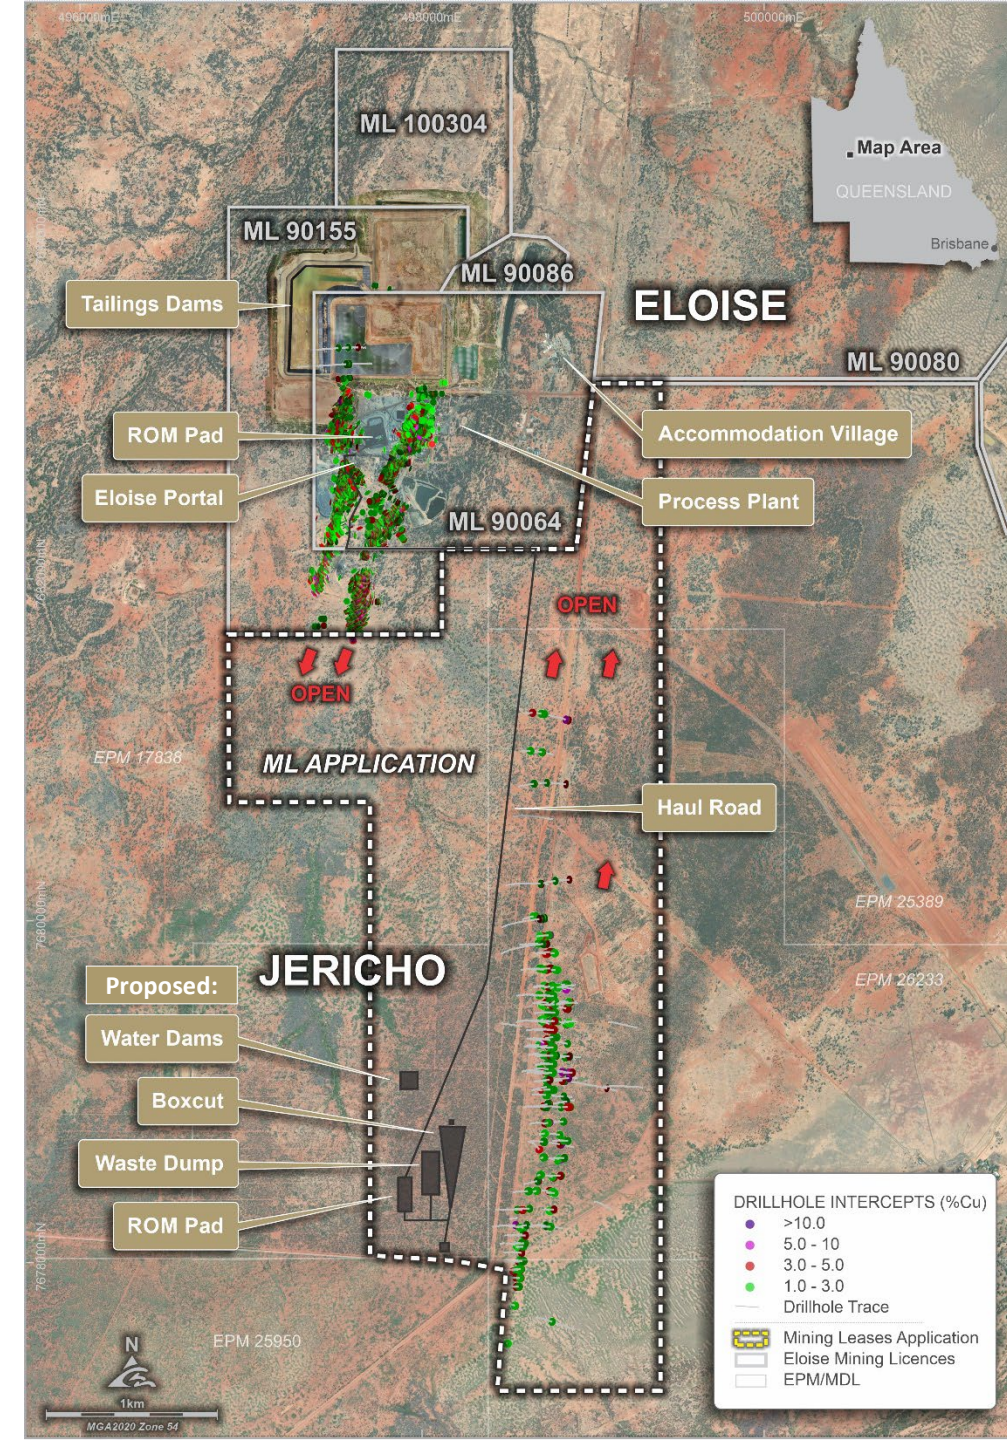 496000mE
498000mE
500000mE
ML 100304
Map Area
QUEENSLAND
Brisbane
ML 90155
ML 90086
Tailings Dams
ELOISE
ML 90080
ROM Pad
Accommodation Village
Eloise Portal
Process Plant
ML 90064
OPEN
OPEN
EPM 17838
ML APPLICATION
Haul Road
EPM 25389
7680000mN
JERICHO
EPM 26233
Proposed:
Water Dams
Boxcut
Waste Dump
ROM Pad
7678000mN
DRILLHOLE INTERCEPTS (%Cu)
>10.0
5.0 - 10
3.0 - 5.0
1.0 - 3.0
Drillhole Trace
Mining Leases Application
Eloise Mining Licences
EPM/MDL
EPM 25950
N
1km
MGA2020 Zone 54